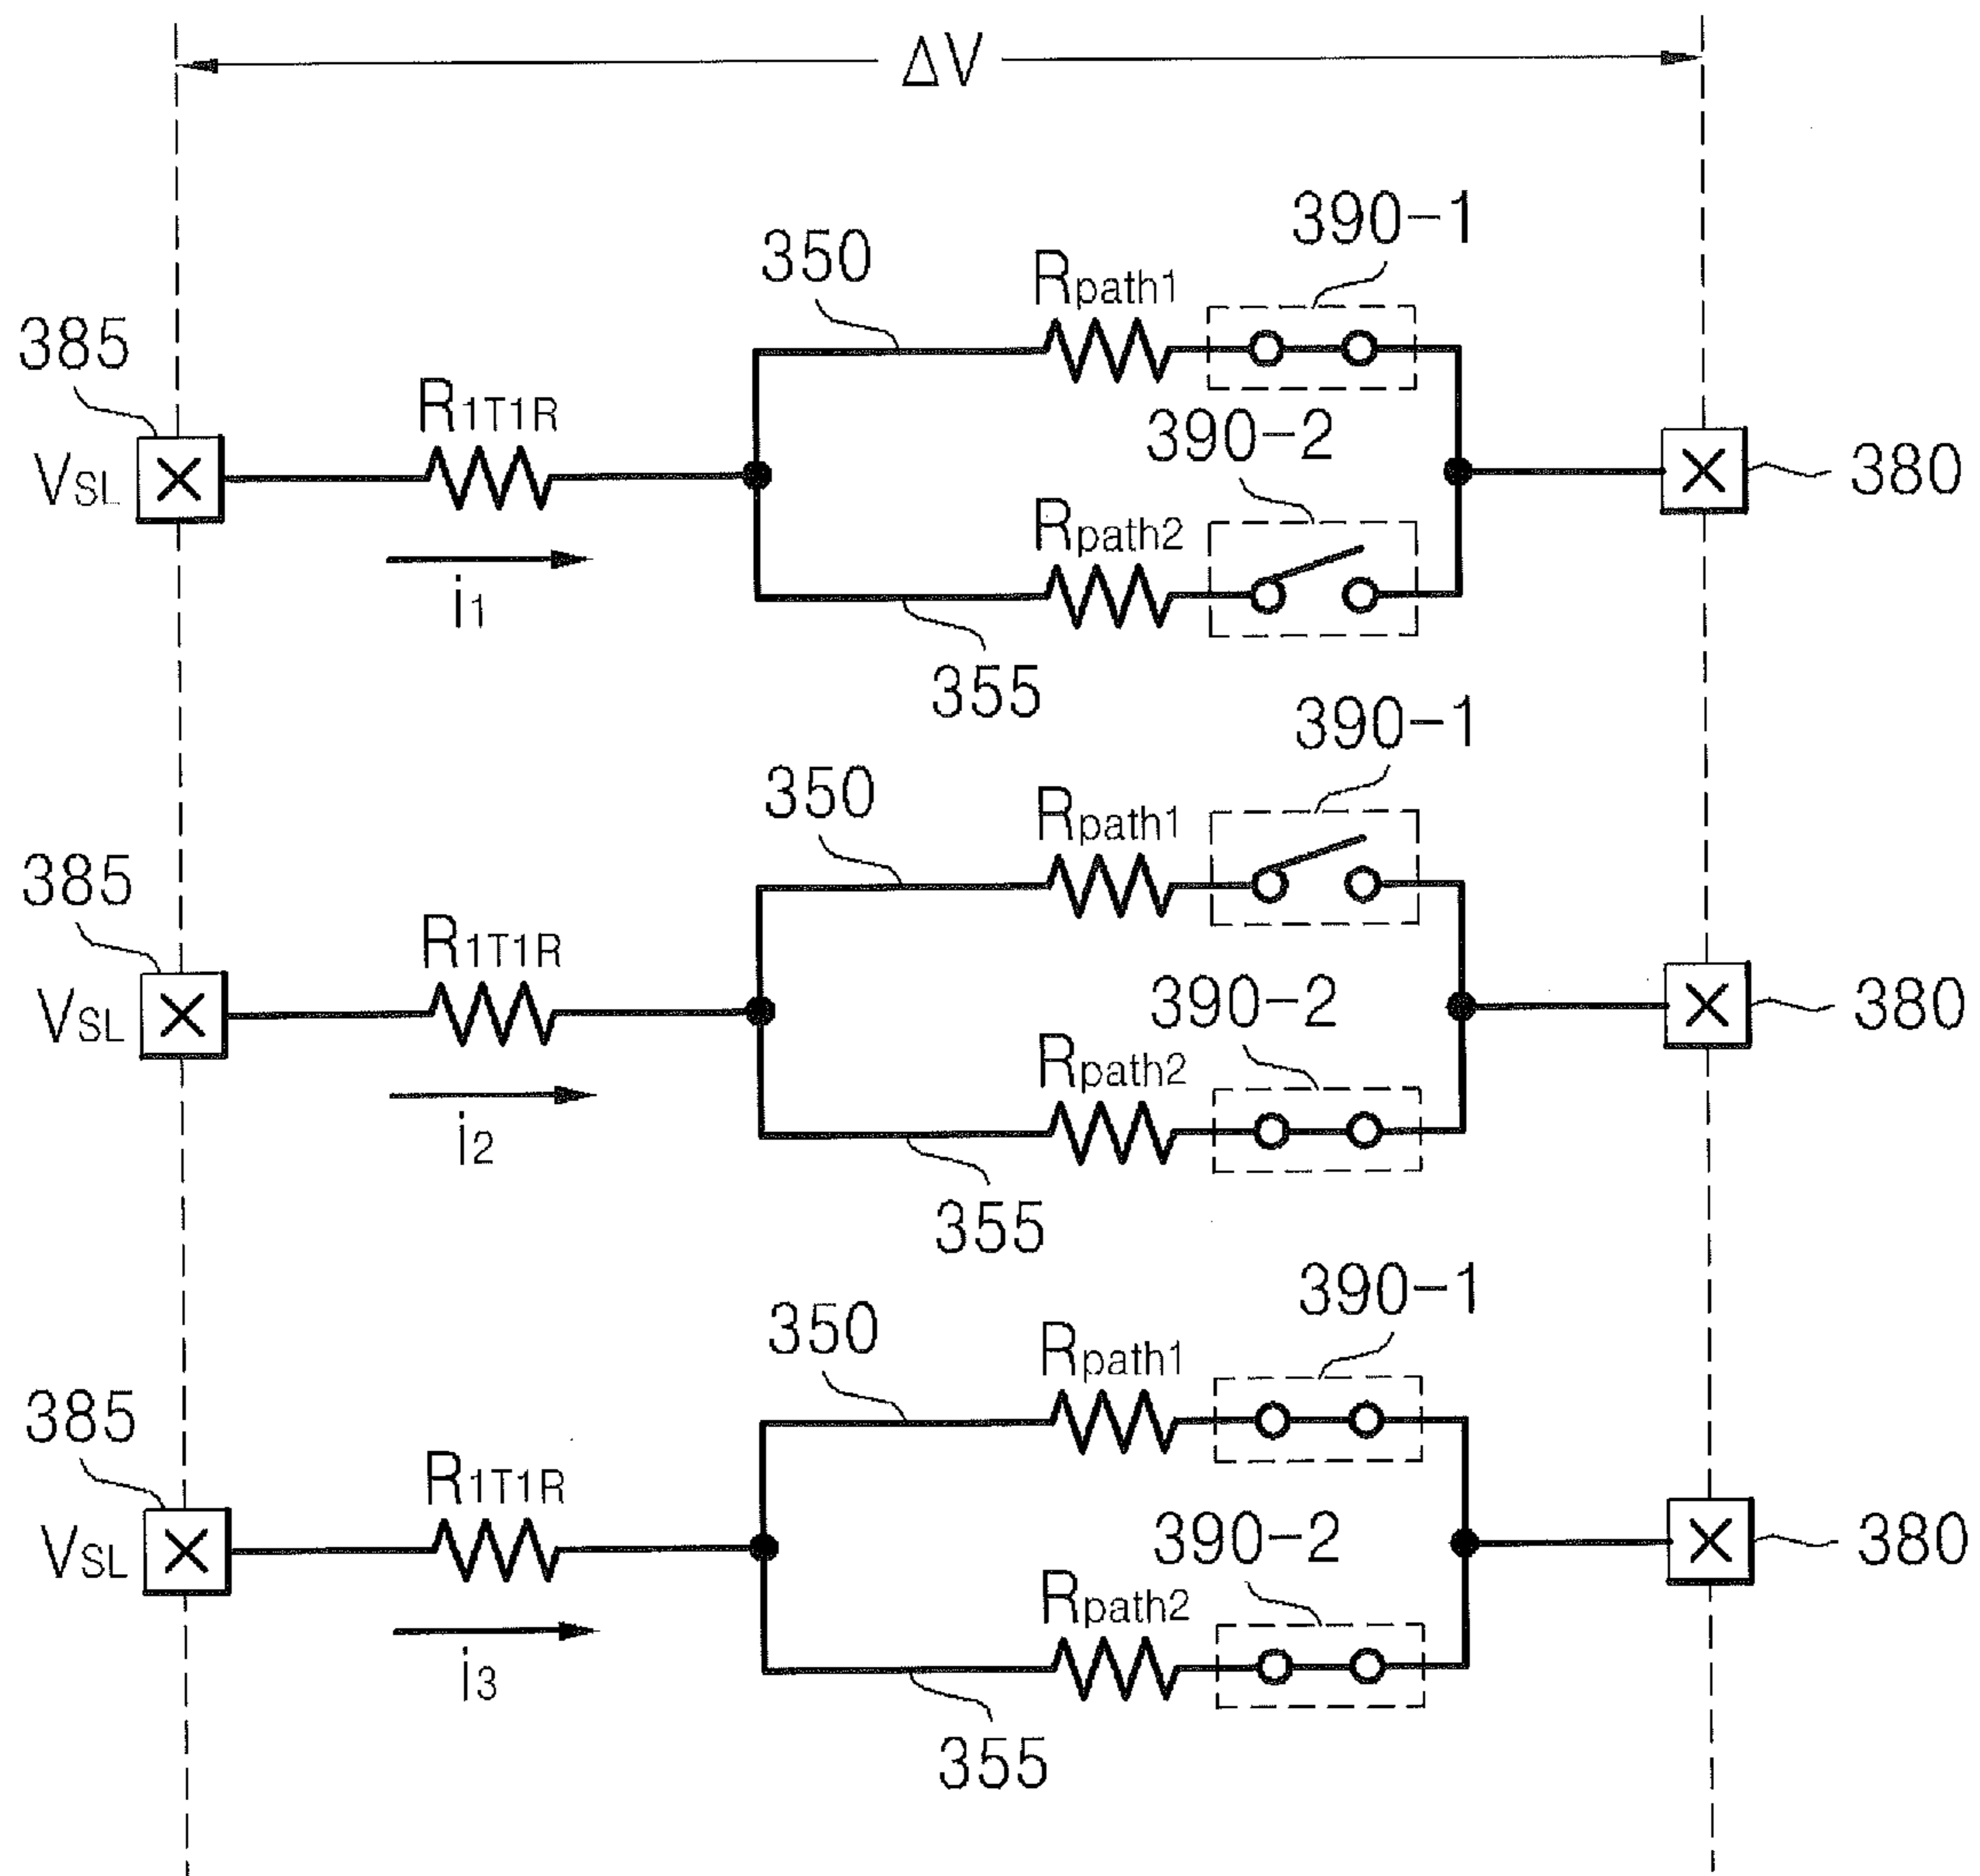 ΔV
390-1
350
Rpath1
385
R1T1R
390-2
VSL
380
Rpath2
i1
355
390-1
350
Rpath1
385
R1T1R
390-2
VSL
380
Rpath2
i2
355
390-1
350
Rpath1
385
R1T1R
390-2
VSL
380
Rpath2
i3
355